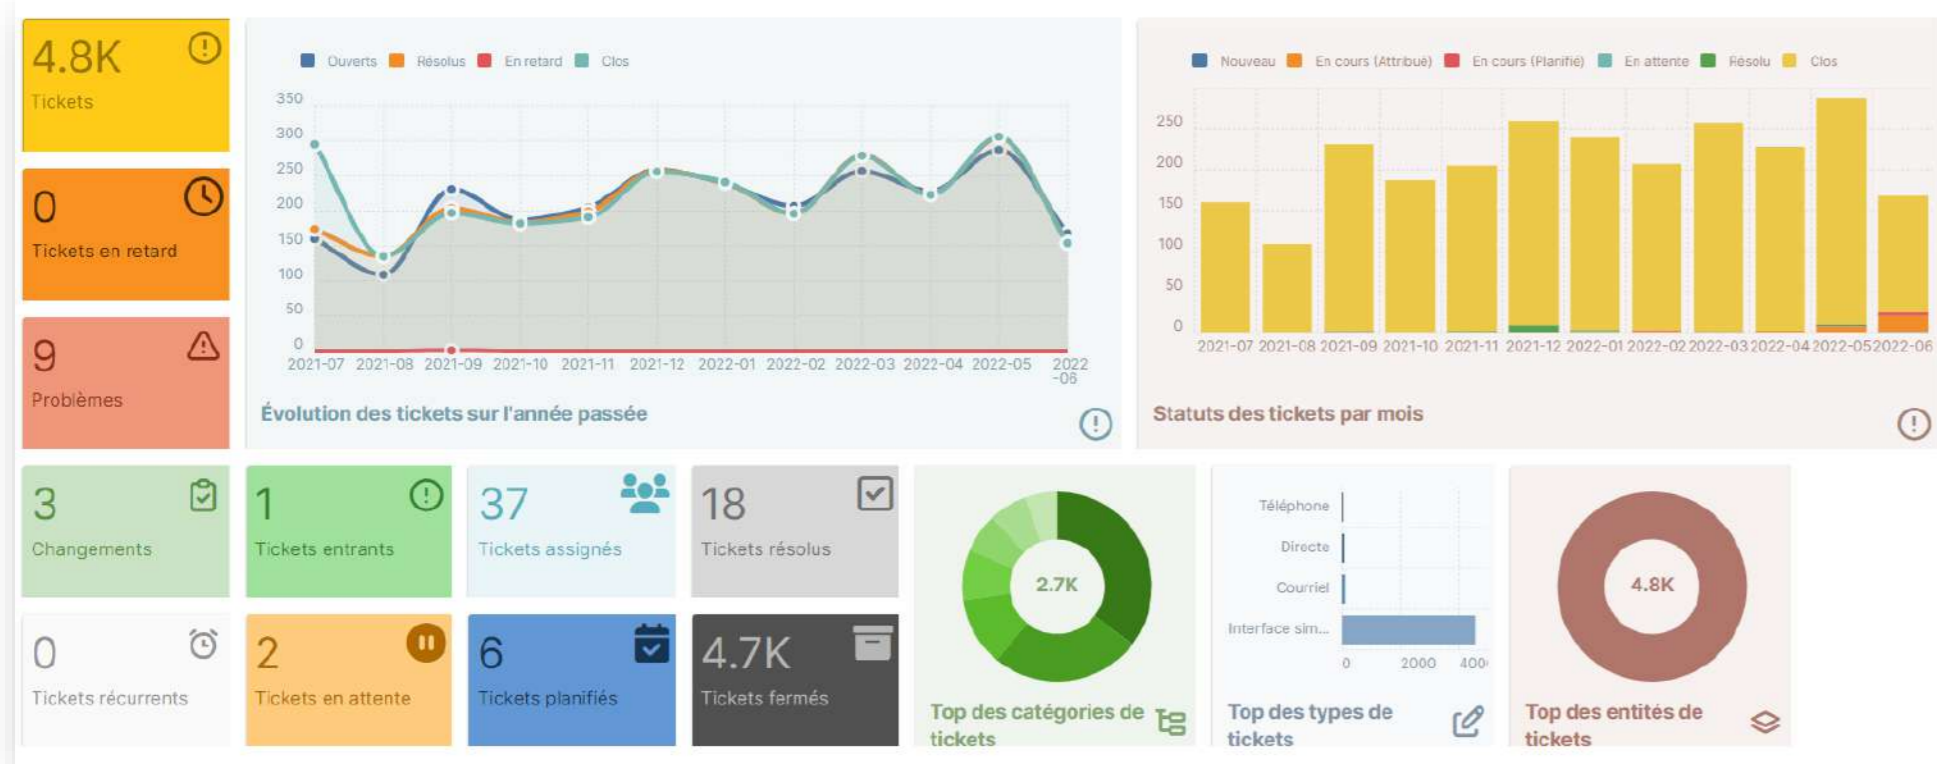 4.8K
Tickets
0
Tickets en retard
9
Problèmes
Ouverts Résolus En retard Clos
350
300
250
200
150
100
50
0
2021-07 2021-08 2021-09 2021-10 2021-11 2021-12 2022-01 2022-02 2022-03 2022-04 2022-05 2022
-06
Évolution des tickets sur l'année passée
Nouveau En cours (Attribué) En cours (Planifié) En attente Résolu Clos
250
200
150
100
50
0
2021-07 2021-08 2021-09 2021-10 2021-11 2021-12 2022-01 2022-02 2022-03 2022-04 2022-05 2022-06
Statuts des tickets par mois
3
Changements
1
Tickets entrants
37
Tickets assignés
18
Tickets résolus
0
Tickets récurrents
2
Tickets en attente
6
Tickets planifiés
4.7K
Tickets fermés
2.7K
Top des catégories de
tickets
Téléphone
Directe
Courriel
Interface sim...
0 2000 400
Top des types de
tickets
4.8K
Top des entités de
tickets